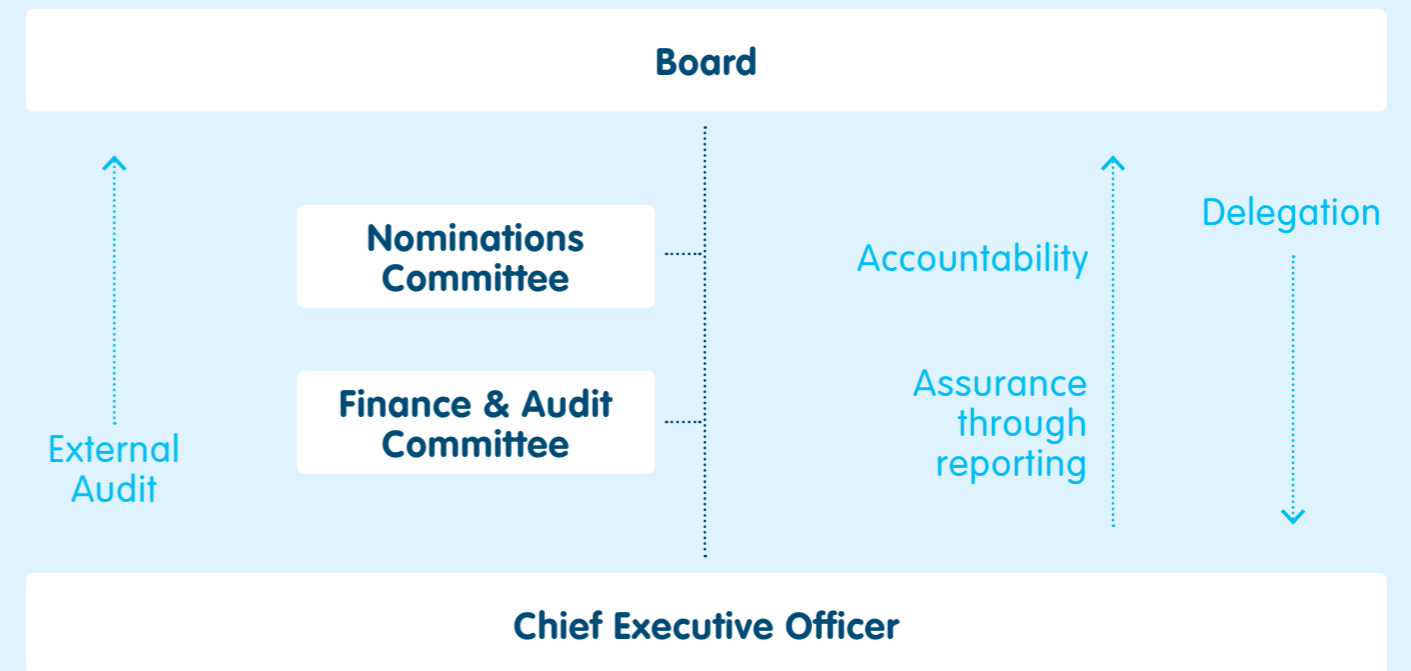 Board
Nominations
Committee
Finance & Audit
Committee
External
Audit
Accountability
Assurance
through
reporting
Delegation
Chief Executive Officer